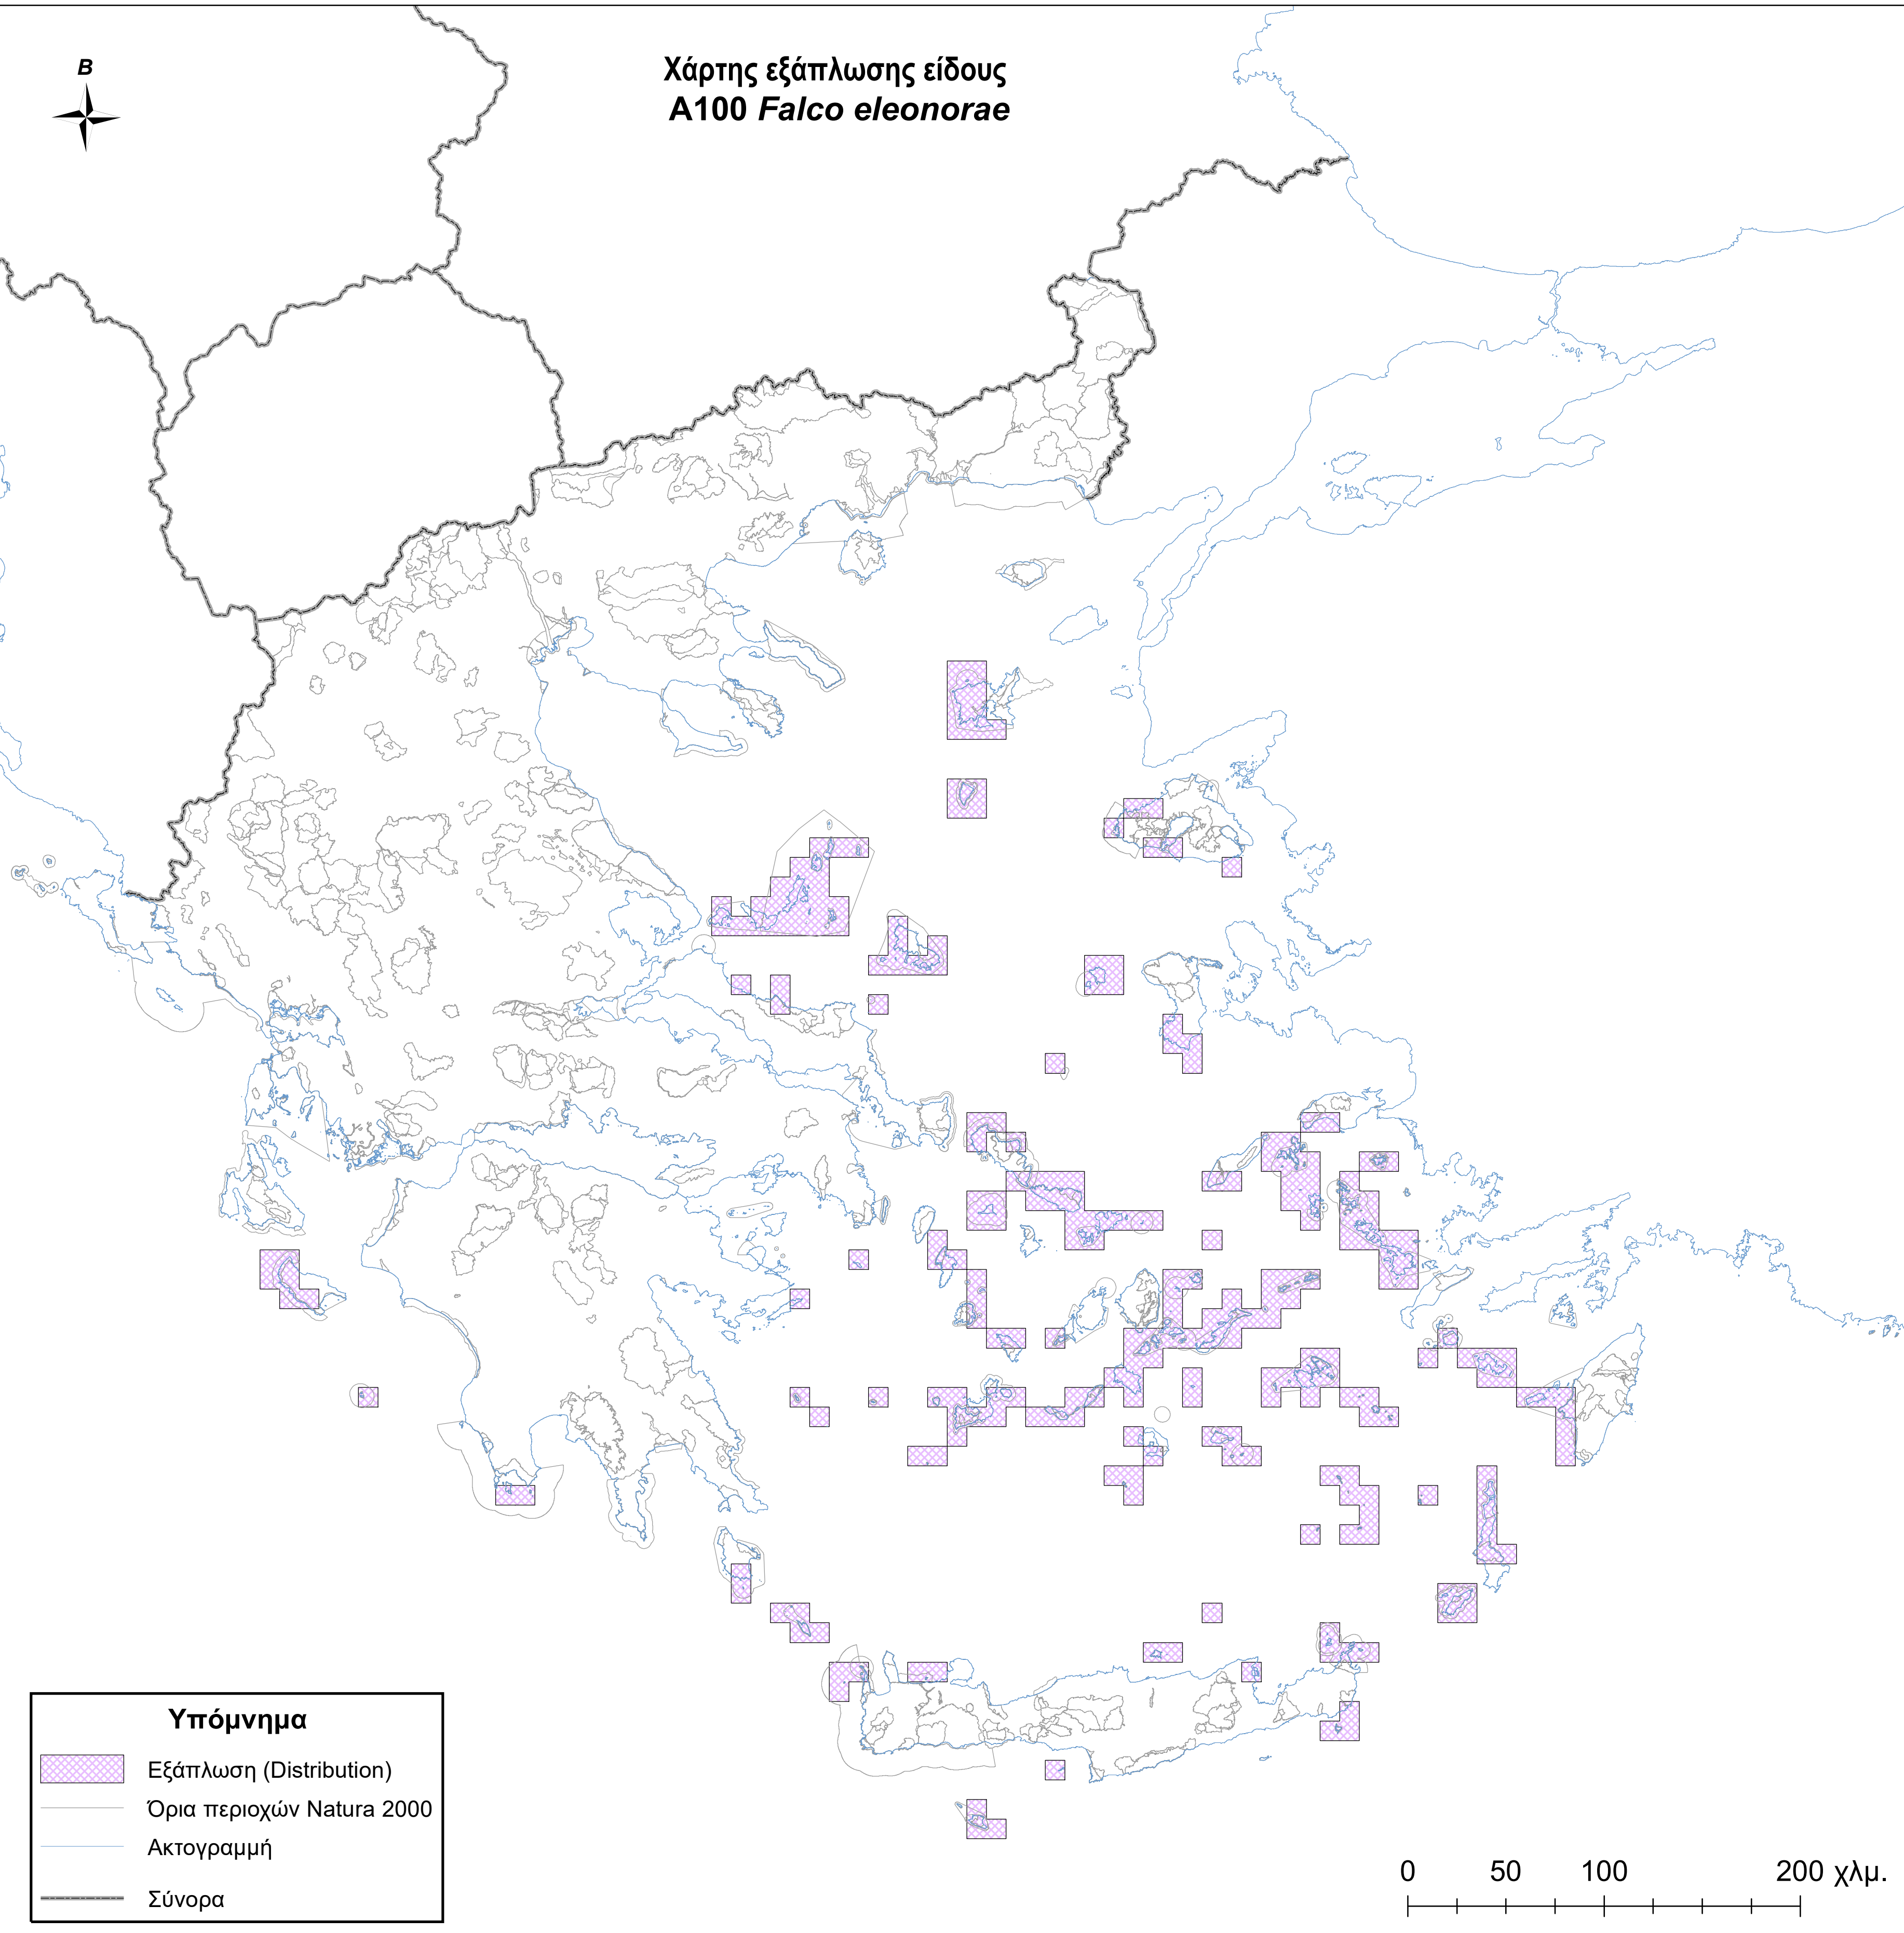 Β
Χάρτης εξάπλωσης είδους
A100 Falco eleonorae
Υπόμνημα
Εξάπλωση (Distribution)
Όρια περιοχών Natura 2000
Ακτογραμμή
Σύνορα
0 50 100 200 χλμ.